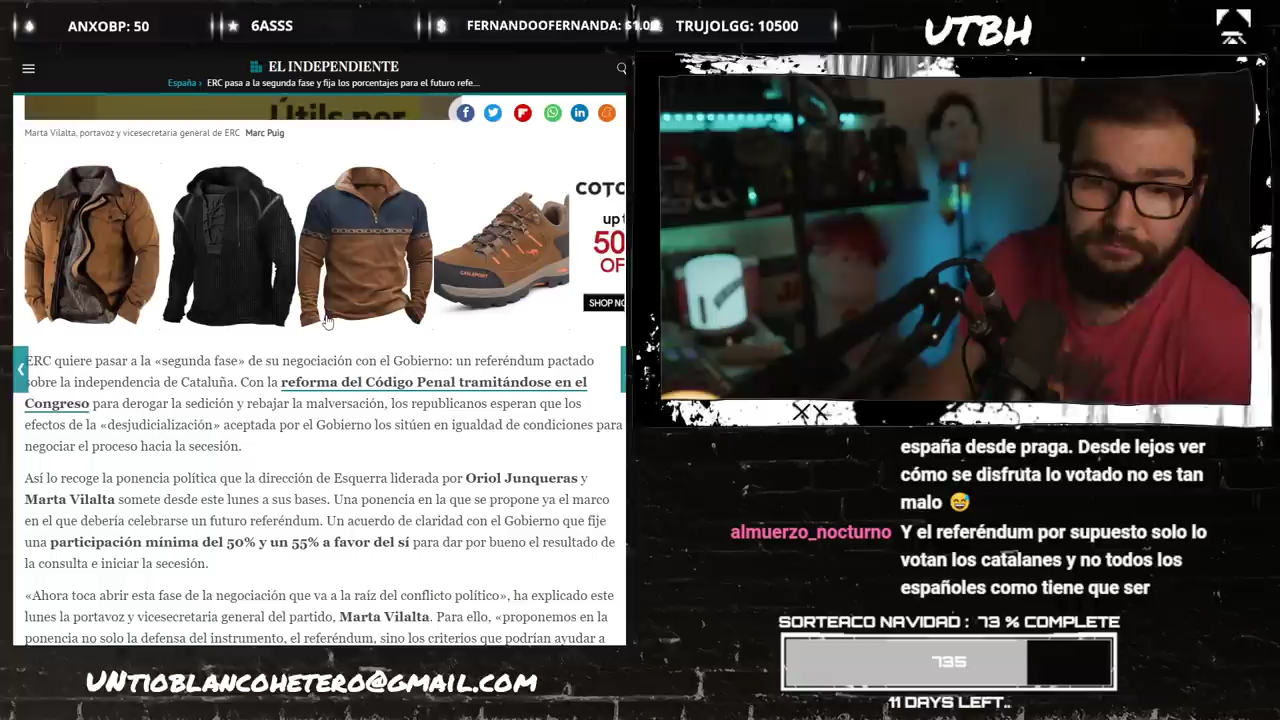 ANXOBP: 50
6ASSS
FERNANDOOFERNANDA: $1.0
TRUJOLGG: 10500
UTBH
EL INDEPENDIENTE
España › ERC pasa a la segunda fase y fija los porcentajes para el futuro refe...
Útils per
Marta Vilalta, portavoz y vicesecretaria general de ERC Marc Puig
COTO
up t
50
OF
SHOP NO
ERC quiere pasar a la «segunda fase» de su negociación con el Gobierno: un referéndum pactado
sobre la independencia de Cataluña. Con la reforma del Código Penal tramitándose en el
Congreso para derogar la sedición y rebajar la malversación, los republicanos esperan que los
efectos de la «desjudicialización» aceptada por el Gobierno los sitúen en igualdad de condiciones para
negociar el proceso hacia la secesión.
Así lo recoge la ponencia política que la dirección de Esquerra liderada por Oriol Junqueras y
Marta Vilalta somete desde este lunes a sus bases. Una ponencia en la que se propone ya el marco
en el que debería celebrarse un futuro referéndum. Un acuerdo de claridad con el Gobierno que fije
una participación mínima del 50% y un 55% a favor del sí para dar por bueno el resultado de
la consulta e iniciar la secesión.
«Ahora toca abrir esta fase de la negociación que va a la raíz del conflicto político», ha explicado este
lunes la portavoz y vicesecretaria general del partido, Marta Vilalta. Para ello, «proponemos en la
ponencia no solo la defensa del instrumento, el referéndum, sino los criterios que podrían ayudar a
españa desde praga. Desde lejos ver
cómo se disfruta lo votado no es tan
malo 😅
almuerzo_nocturno Y el referéndum por supuesto solo lo
votan los catalanes y no todos los
españoles como tiene que ser
SORTEACO NAVIDAD : 73 % COMPLETE
735
11 DAYS LEFT..
UNTIOBLANCOHETERO@GMAIL.COM